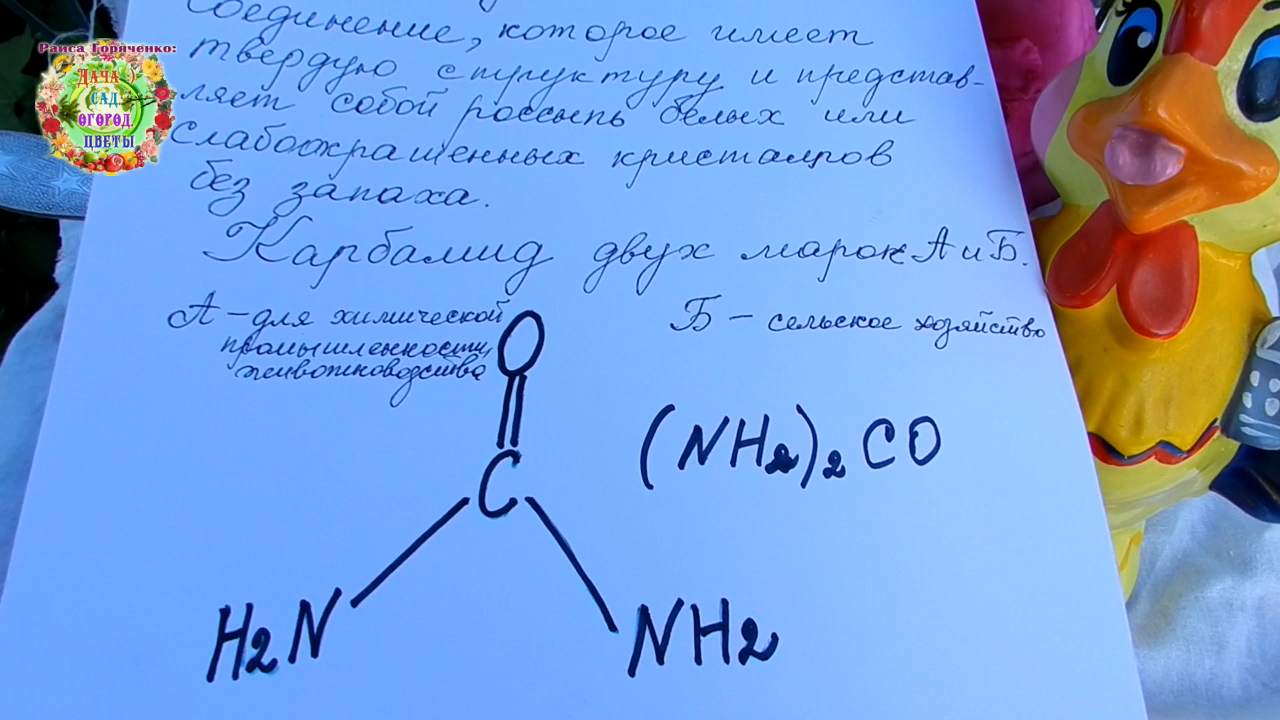 Раиса Горяченко:
ДАЧА :)
САД
ОГОРОД
ЦВЕТЫ
Соединение, которое имеет
твердую структуру и представ-
ляет собой россыпь белых или
слабоокрашенных кристаллов
без запаха.
Карбамид двух марок А и Б.
А – для химической
промышленности,
животноводства
Б – сельское хозяйство
O
C
(NH2)2CO
H2N
NH2